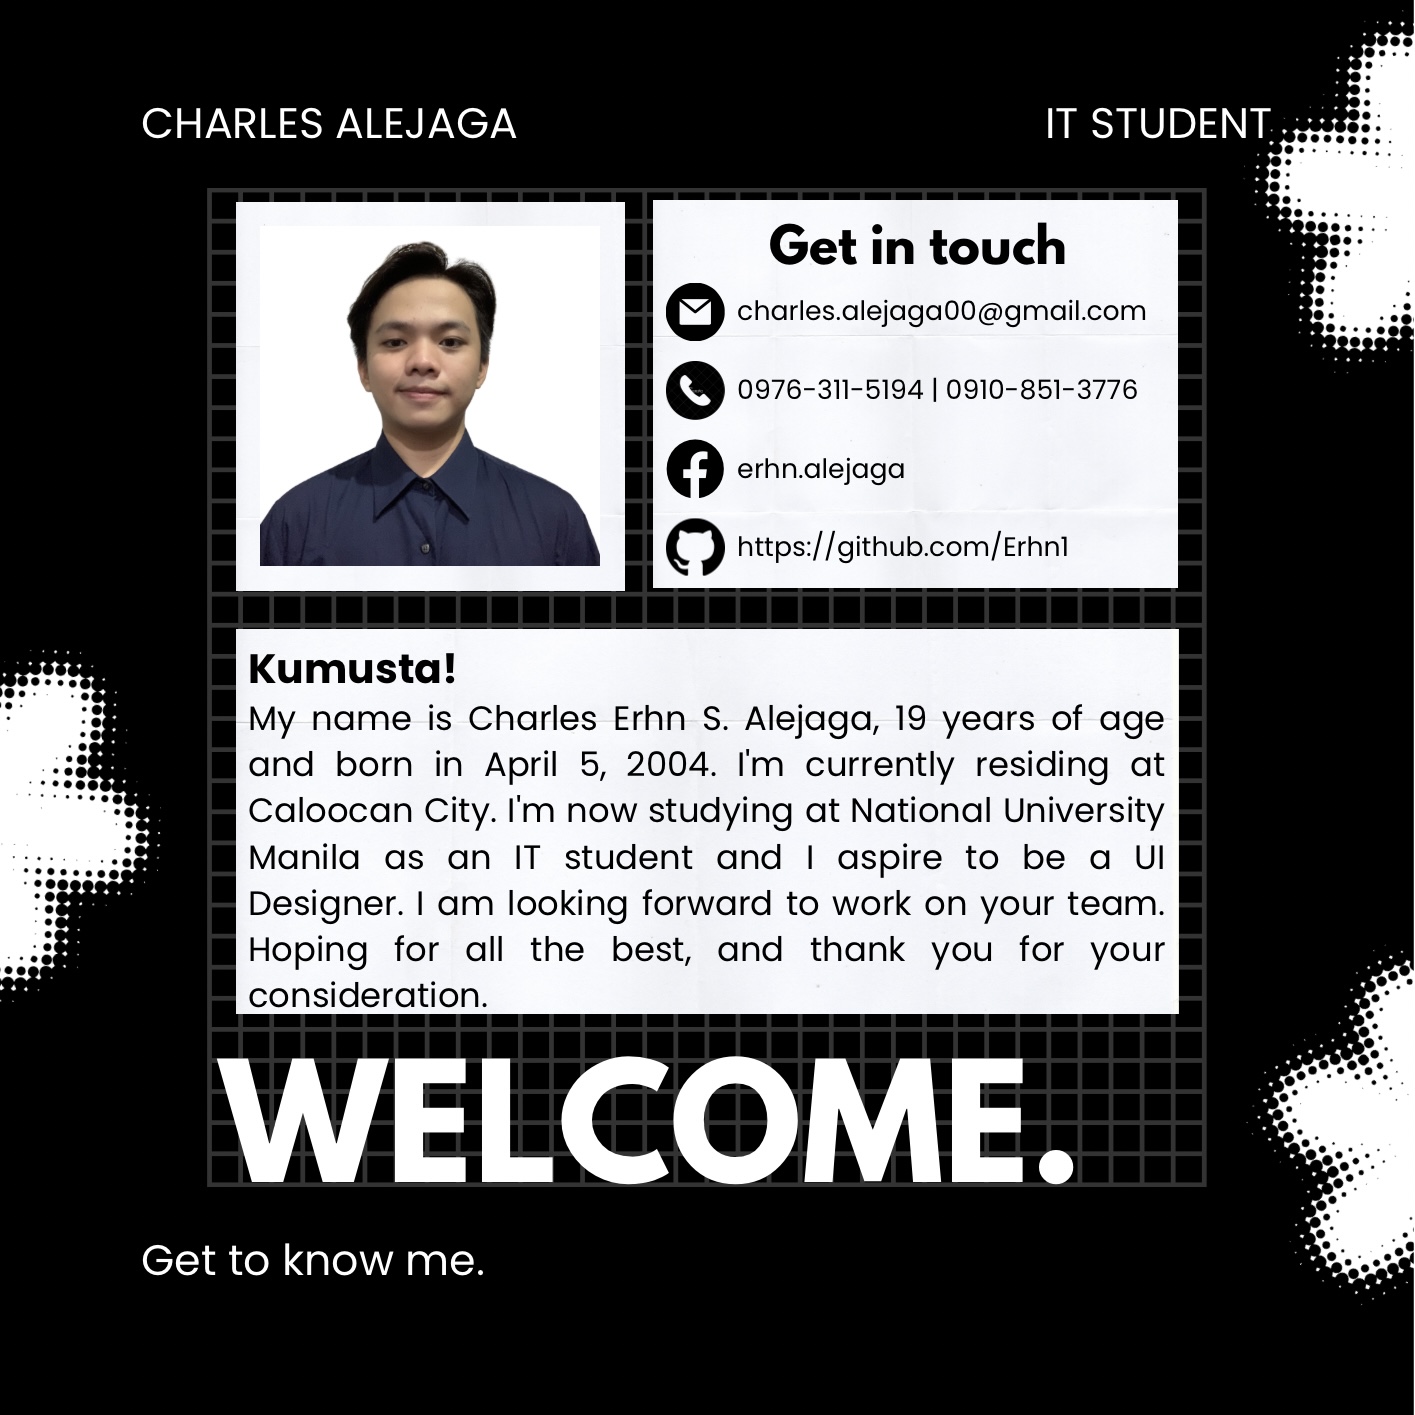 CHARLES ALEJAGA
IT STUDENT
Get in touch
charles.alejaga00@gmail.com
0976-311-5194 | 0910-851-3776
erhn.alejaga
https://github.com/Erhn1
Kumusta!
My name is Charles Erhn S. Alejaga, 19 years of age
and born in April 5, 2004. I'm currently residing at
Caloocan City. I'm now studying at National University
Manila as an IT student and I aspire to be a UI
Designer. I am looking forward to work on your team.
Hoping for all the best, and thank you for your
consideration.
WELCOME.
Get to know me.